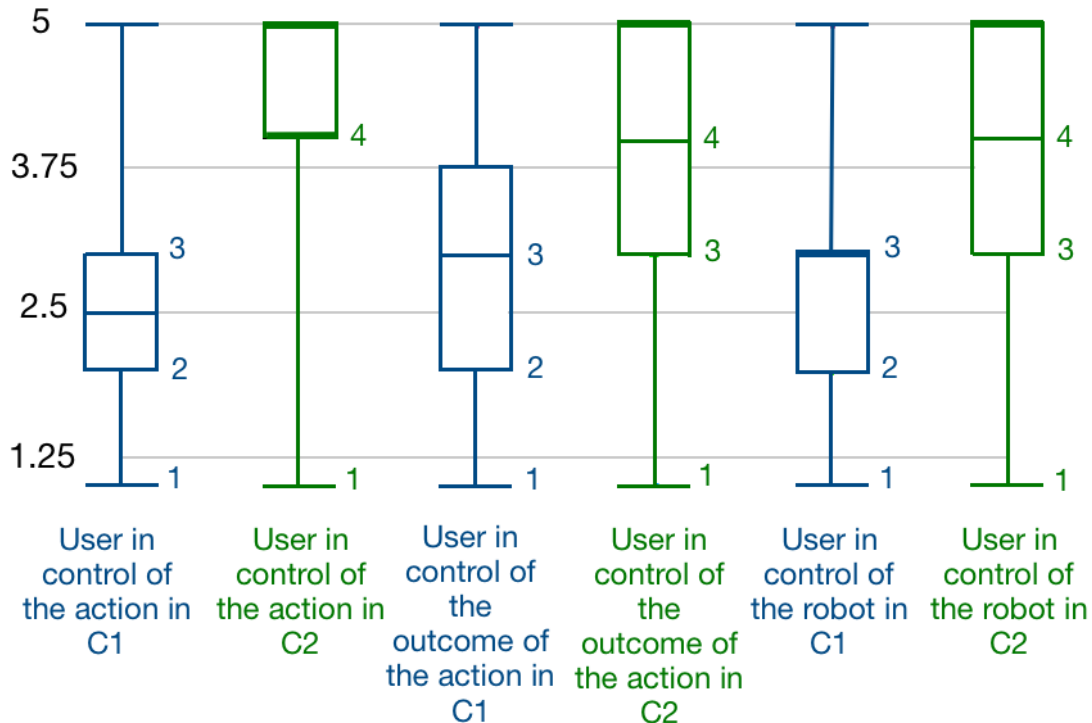 5
3.75
2.5
1.25
3
2
1
4
1
3
2
1
4
3
1
3
2
1
4
3
1
User in
control of
the action in
C1
User in
control of
the action in
C2
User in
control of
the
outcome of
the action in
C1
User in
control of
the
outcome of
the action in
C2
User in
control of
the robot in
C1
User in
control of
the robot in
C2